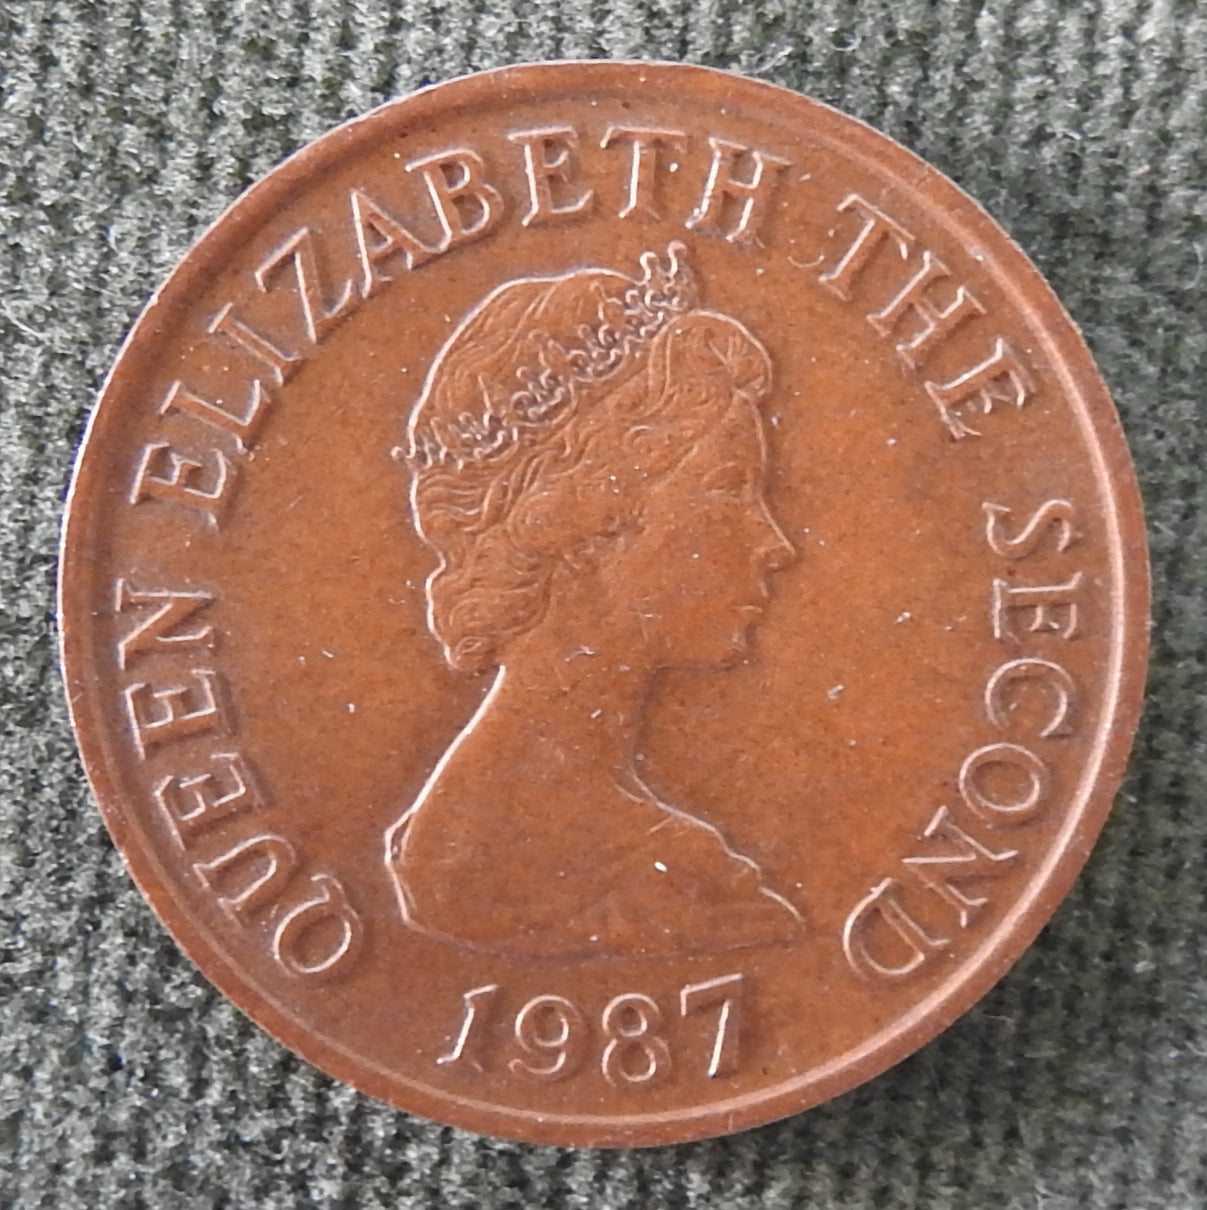 QUEEN ELIZABETH THE SECOND
1987